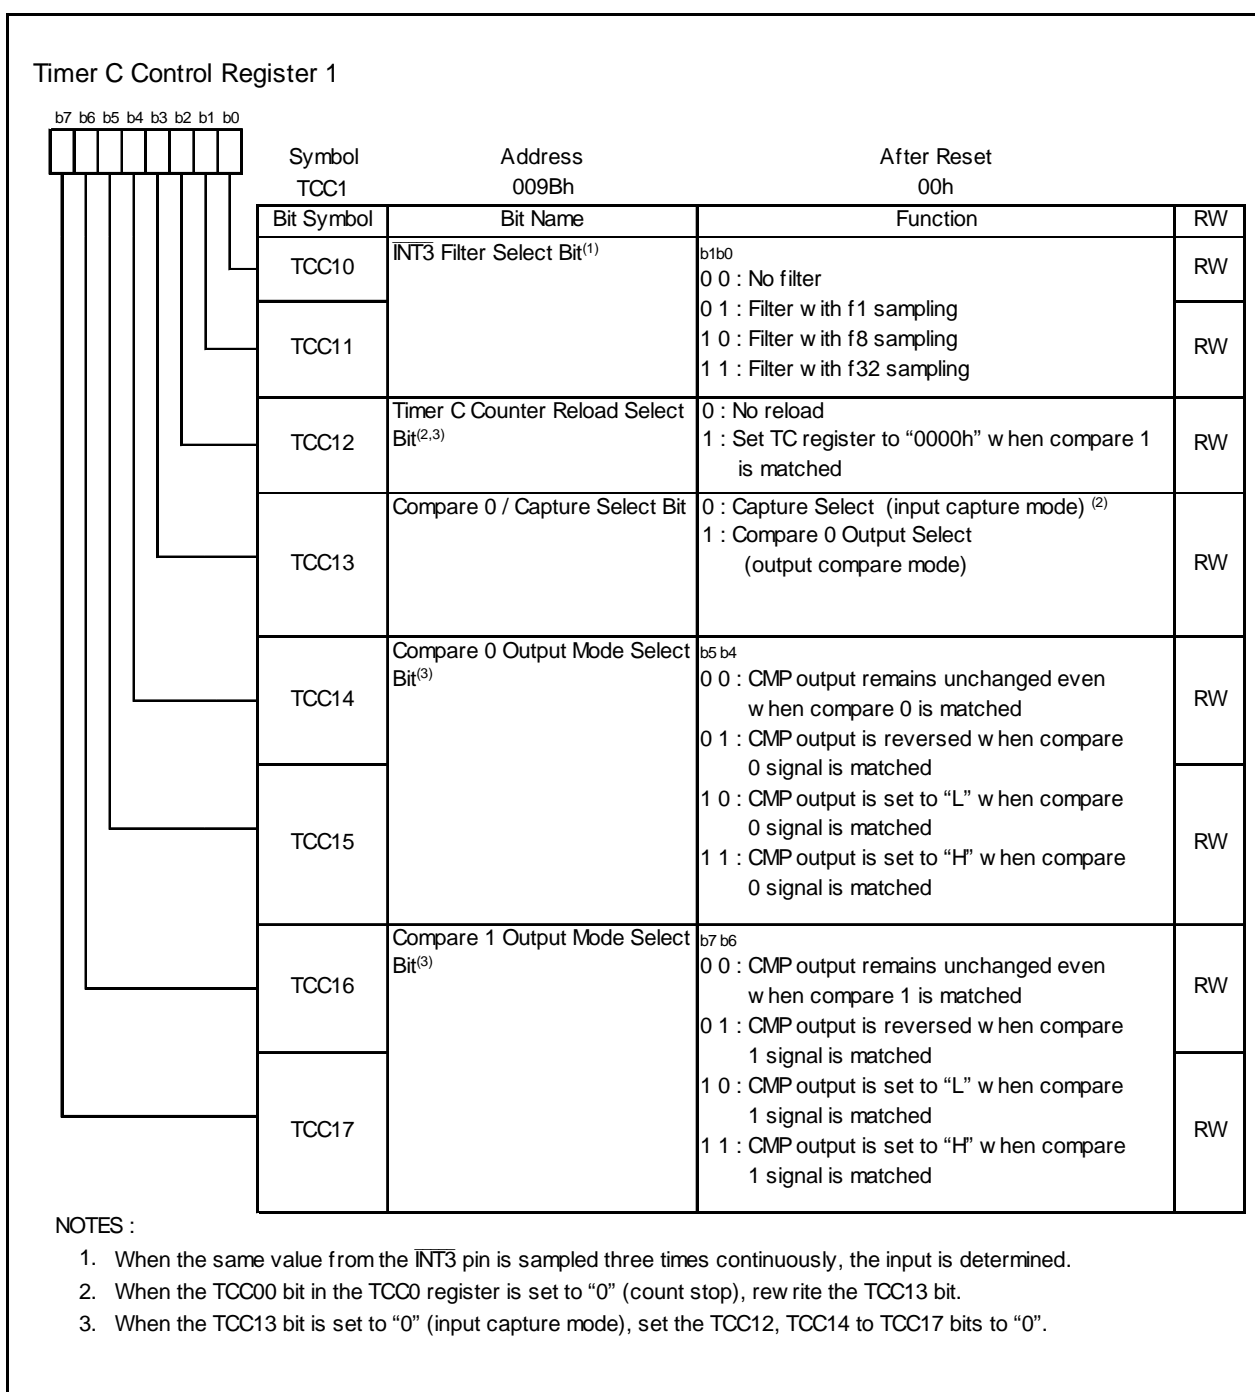 Timer C Control Register 1
b7 b6 b5 b4 b3 b2 b1 b0
Symbol Address After Reset
TCC1 009Bh 00h
Bit Symbol Bit Name Function RW
TCC10 INT3 Filter Select Bit(1) RW
b1b0
0 0 : No filter
0 1 : Filter with f1 sampling
1 0 : Filter with f8 sampling
1 1 : Filter with f32 sampling
TCC11 RW
TCC12 RW
Timer C Counter Reload Select
Bit(2,3)
0 : No reload
1 : Set TC register to “0000h” when compare 1
is matched
TCC13 RW
Compare 0 / Capture Select Bit
0 : Capture Select (input capture mode) (2)
1 : Compare 0 Output Select
(output compare mode)
TCC14 RW
Compare 0 Output Mode Select
Bit(3)
b5 b4
0 0 : CMP output remains unchanged even
when compare 0 is matched
0 1 : CMP output is reversed when compare
0 signal is matched
1 0 : CMP output is set to “L” when compare
0 signal is matched
1 1 : CMP output is set to “H” when compare
0 signal is matched
TCC15 RW
TCC16 RW
Compare 1 Output Mode Select
Bit(3)
b7 b6
0 0 : CMP output remains unchanged even
when compare 1 is matched
0 1 : CMP output is reversed when compare
1 signal is matched
1 0 : CMP output is set to “L” when compare
1 signal is matched
1 1 : CMP output is set to “H” when compare
1 signal is matched
TCC17 RW
NOTES :
1. When the same value from the INT3 pin is sampled three times continuously, the input is determined.
2. When the TCC00 bit in the TCC0 register is set to “0” (count stop), rewrite the TCC13 bit.
3. When the TCC13 bit is set to “0” (input capture mode), set the TCC12, TCC14 to TCC17 bits to “0”.